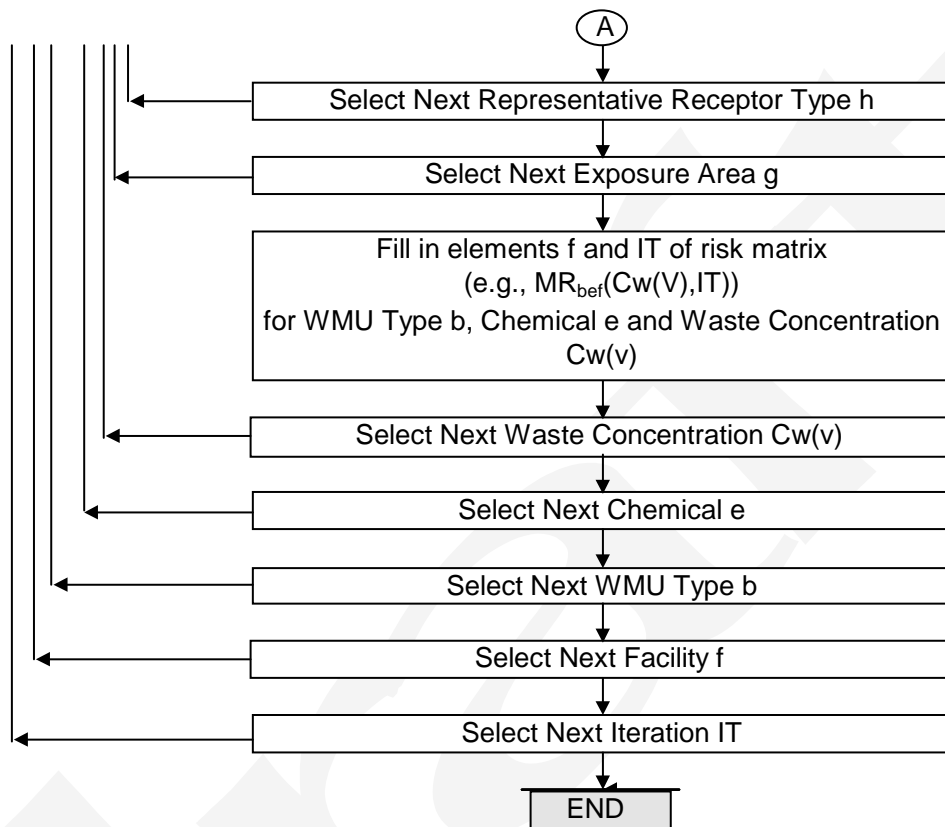 A
Select Next Representative Receptor Type h
Select Next Exposure Area g
Fill in elements f and IT of risk matrix
(e.g., MRbef(Cw(V),IT))
for WMU Type b, Chemical e and Waste Concentration
Cw(v)
Select Next Waste Concentration Cw(v)
Select Next Chemical e
Select Next WMU Type b
Select Next Facility f
Select Next Iteration IT
END